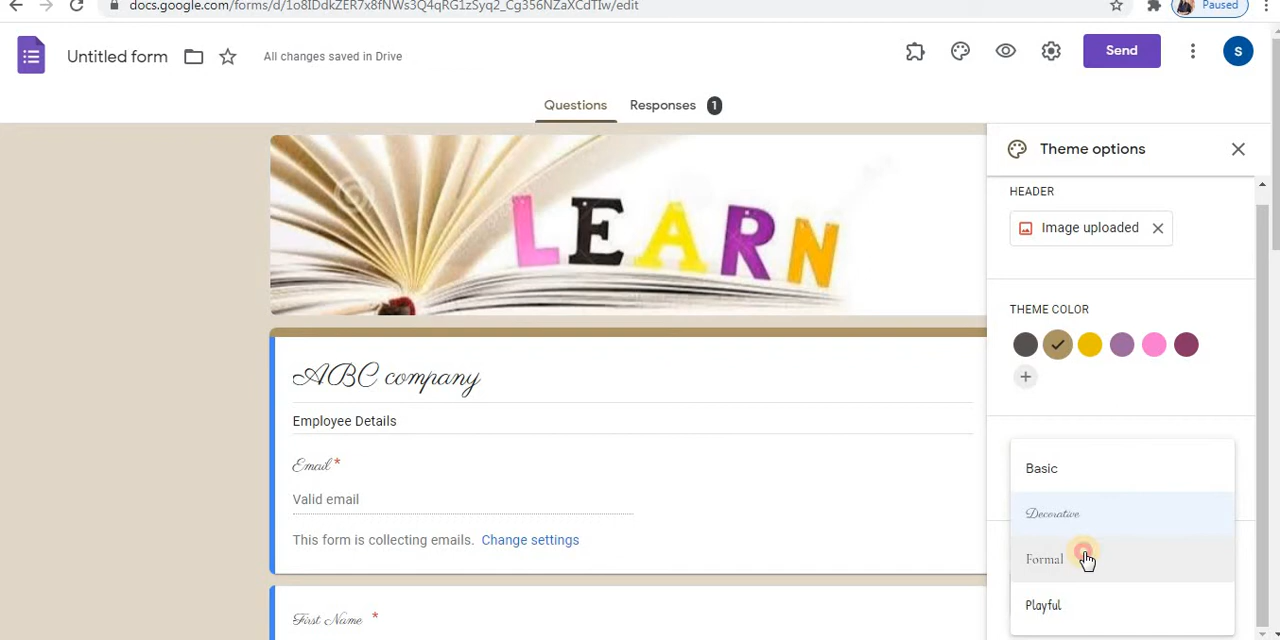 docs.google.com/forms/d/1o8IDdkZER7x8fNWs3Q4qRG1zSyq2_Cg356NZaXCdTIw/edit
Paused
Untitled form
All changes saved in Drive
Send
S
Questions
Responses 1
Theme options
LEARN
HEADER
Image uploaded
THEME COLOR
ABC company
Employee Details
Email *
Valid email
This form is collecting emails. Change settings
First Name *
Basic
Decorative
Formal
Playful